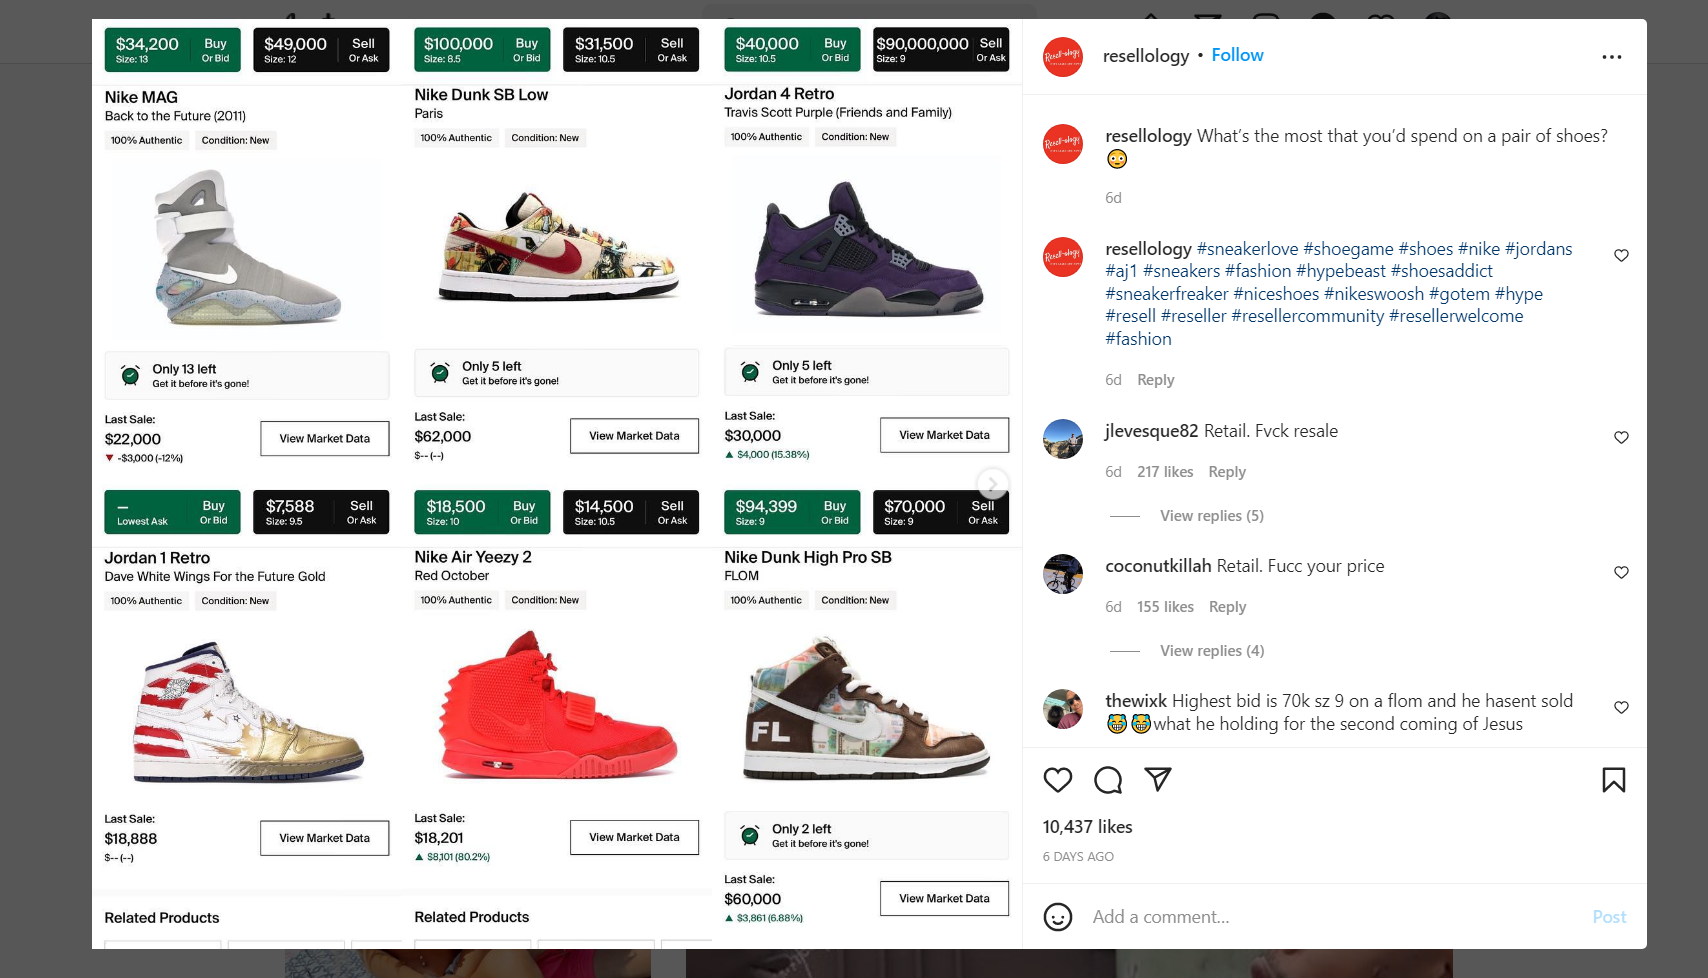 $34,200 Buy
Size: 13 Or Bid
$49,000 Sell
Size: 12 Or Ask
Nike MAG
Back to the Future (2011)
100% Authentic Condition: New
Only 13 left
Get it before it's gone!
Last Sale:
$22,000
▼ -$3,000 (-12%)
View Market Data
$100,000 Buy
Size: 8.5 Or Bid
$31,500 Sell
Size: 10.5 Or Ask
Nike Dunk SB Low
Paris
100% Authentic Condition: New
Only 5 left
Get it before it's gone!
Last Sale:
$62,000
$-- (--)
View Market Data
$40,000 Buy
Size: 10.5 Or Bid
$90,000,000 Sell
Size: 9 Or Ask
Jordan 4 Retro
Travis Scott Purple (Friends and Family)
100% Authentic Condition: New
Only 5 left
Get it before it's gone!
Last Sale:
$30,000
▲ $4,000 (15.38%)
View Market Data
— Buy
Lowest Ask Or Bid
$7,588 Sell
Size: 9.5 Or Ask
Jordan 1 Retro
Dave White Wings For the Future Gold
100% Authentic Condition: New
Last Sale:
$18,888
$-- (--)
View Market Data
Related Products
$18,500 Buy
Size: 10 Or Bid
$14,500 Sell
Size: 10.5 Or Ask
Nike Air Yeezy 2
Red October
100% Authentic Condition: New
Last Sale:
$18,201
▲ $8,101 (80.2%)
View Market Data
Related Products
$94,399 Buy
Size: 9 Or Bid
$70,000 Sell
Size: 9 Or Ask
Nike Dunk High Pro SB
FLOM
100% Authentic Condition: New
FL
Only 2 left
Get it before it's gone!
Last Sale:
$60,000
▲ $3,861 (6.88%)
View Market Data
resellology • Follow
resellology What's the most that you'd spend on a pair of shoes?
😳
6d
resellology #sneakerlove #shoegame #shoes #nike #jordans
#aj1 #sneakers #fashion #hypebeast #shoesaddict
#sneakerfreaker #niceshoes #nikeswoosh #gotem #hype
#resell #reseller #resellercommunity #resellerwelcome
#fashion
6d Reply
jlevesque82 Retail. Fvck resale
6d 217 likes Reply
View replies (5)
coconutkillah Retail. Fucc your price
6d 155 likes Reply
View replies (4)
thewixk Highest bid is 70k sz 9 on a flom and he hasent sold
😹😹what he holding for the second coming of Jesus
10,437 likes
6 DAYS AGO
Add a comment...
Post